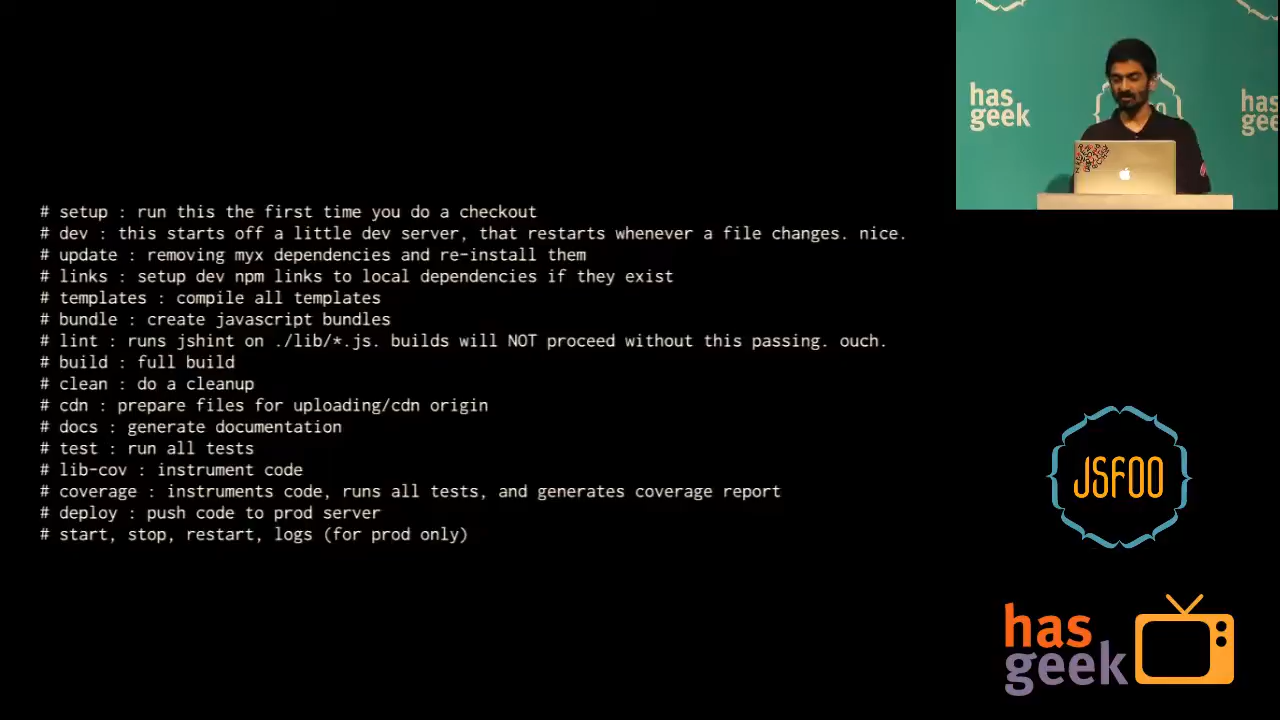 # setup : run this the first time you do a checkout
# dev : this starts off a little dev server, that restarts whenever a file changes. nice.
# update : removing myx dependencies and re-install them
# links : setup dev npm links to local dependencies if they exist
# templates : compile all templates
# bundle : create javascript bundles
# lint : runs jshint on ./lib/*.js. builds will NOT proceed without this passing. ouch.
# build : full build
# clean : do a cleanup
# cdn : prepare files for uploading/cdn origin
# docs : generate documentation
# test : run all tests
# lib-cov : instrument code
# coverage : instruments code, runs all tests, and generates coverage report
# deploy : push code to prod server
# start, stop, restart, logs (for prod only)
has
geek
has
geek
JSFOO
has
geek